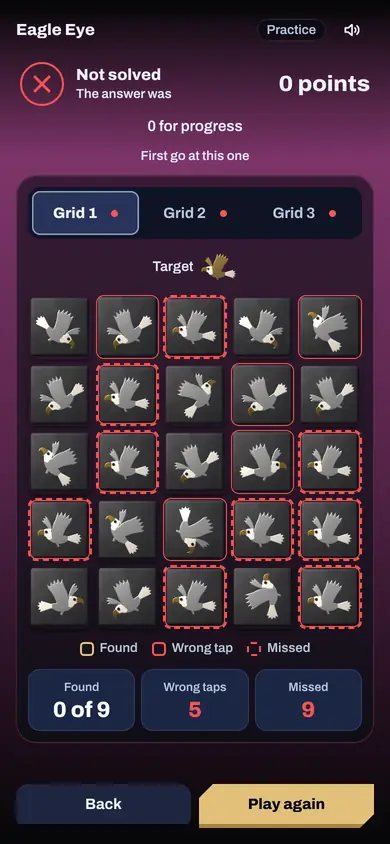 Eagle Eye
Practice
Not solved
The answer was
0 points
0 for progress
First go at this one
Grid 1
Grid 2
Grid 3
Target
Found
Wrong tap
Missed
Found
0 of 9
Wrong taps
5
Missed
9
Back
Play again